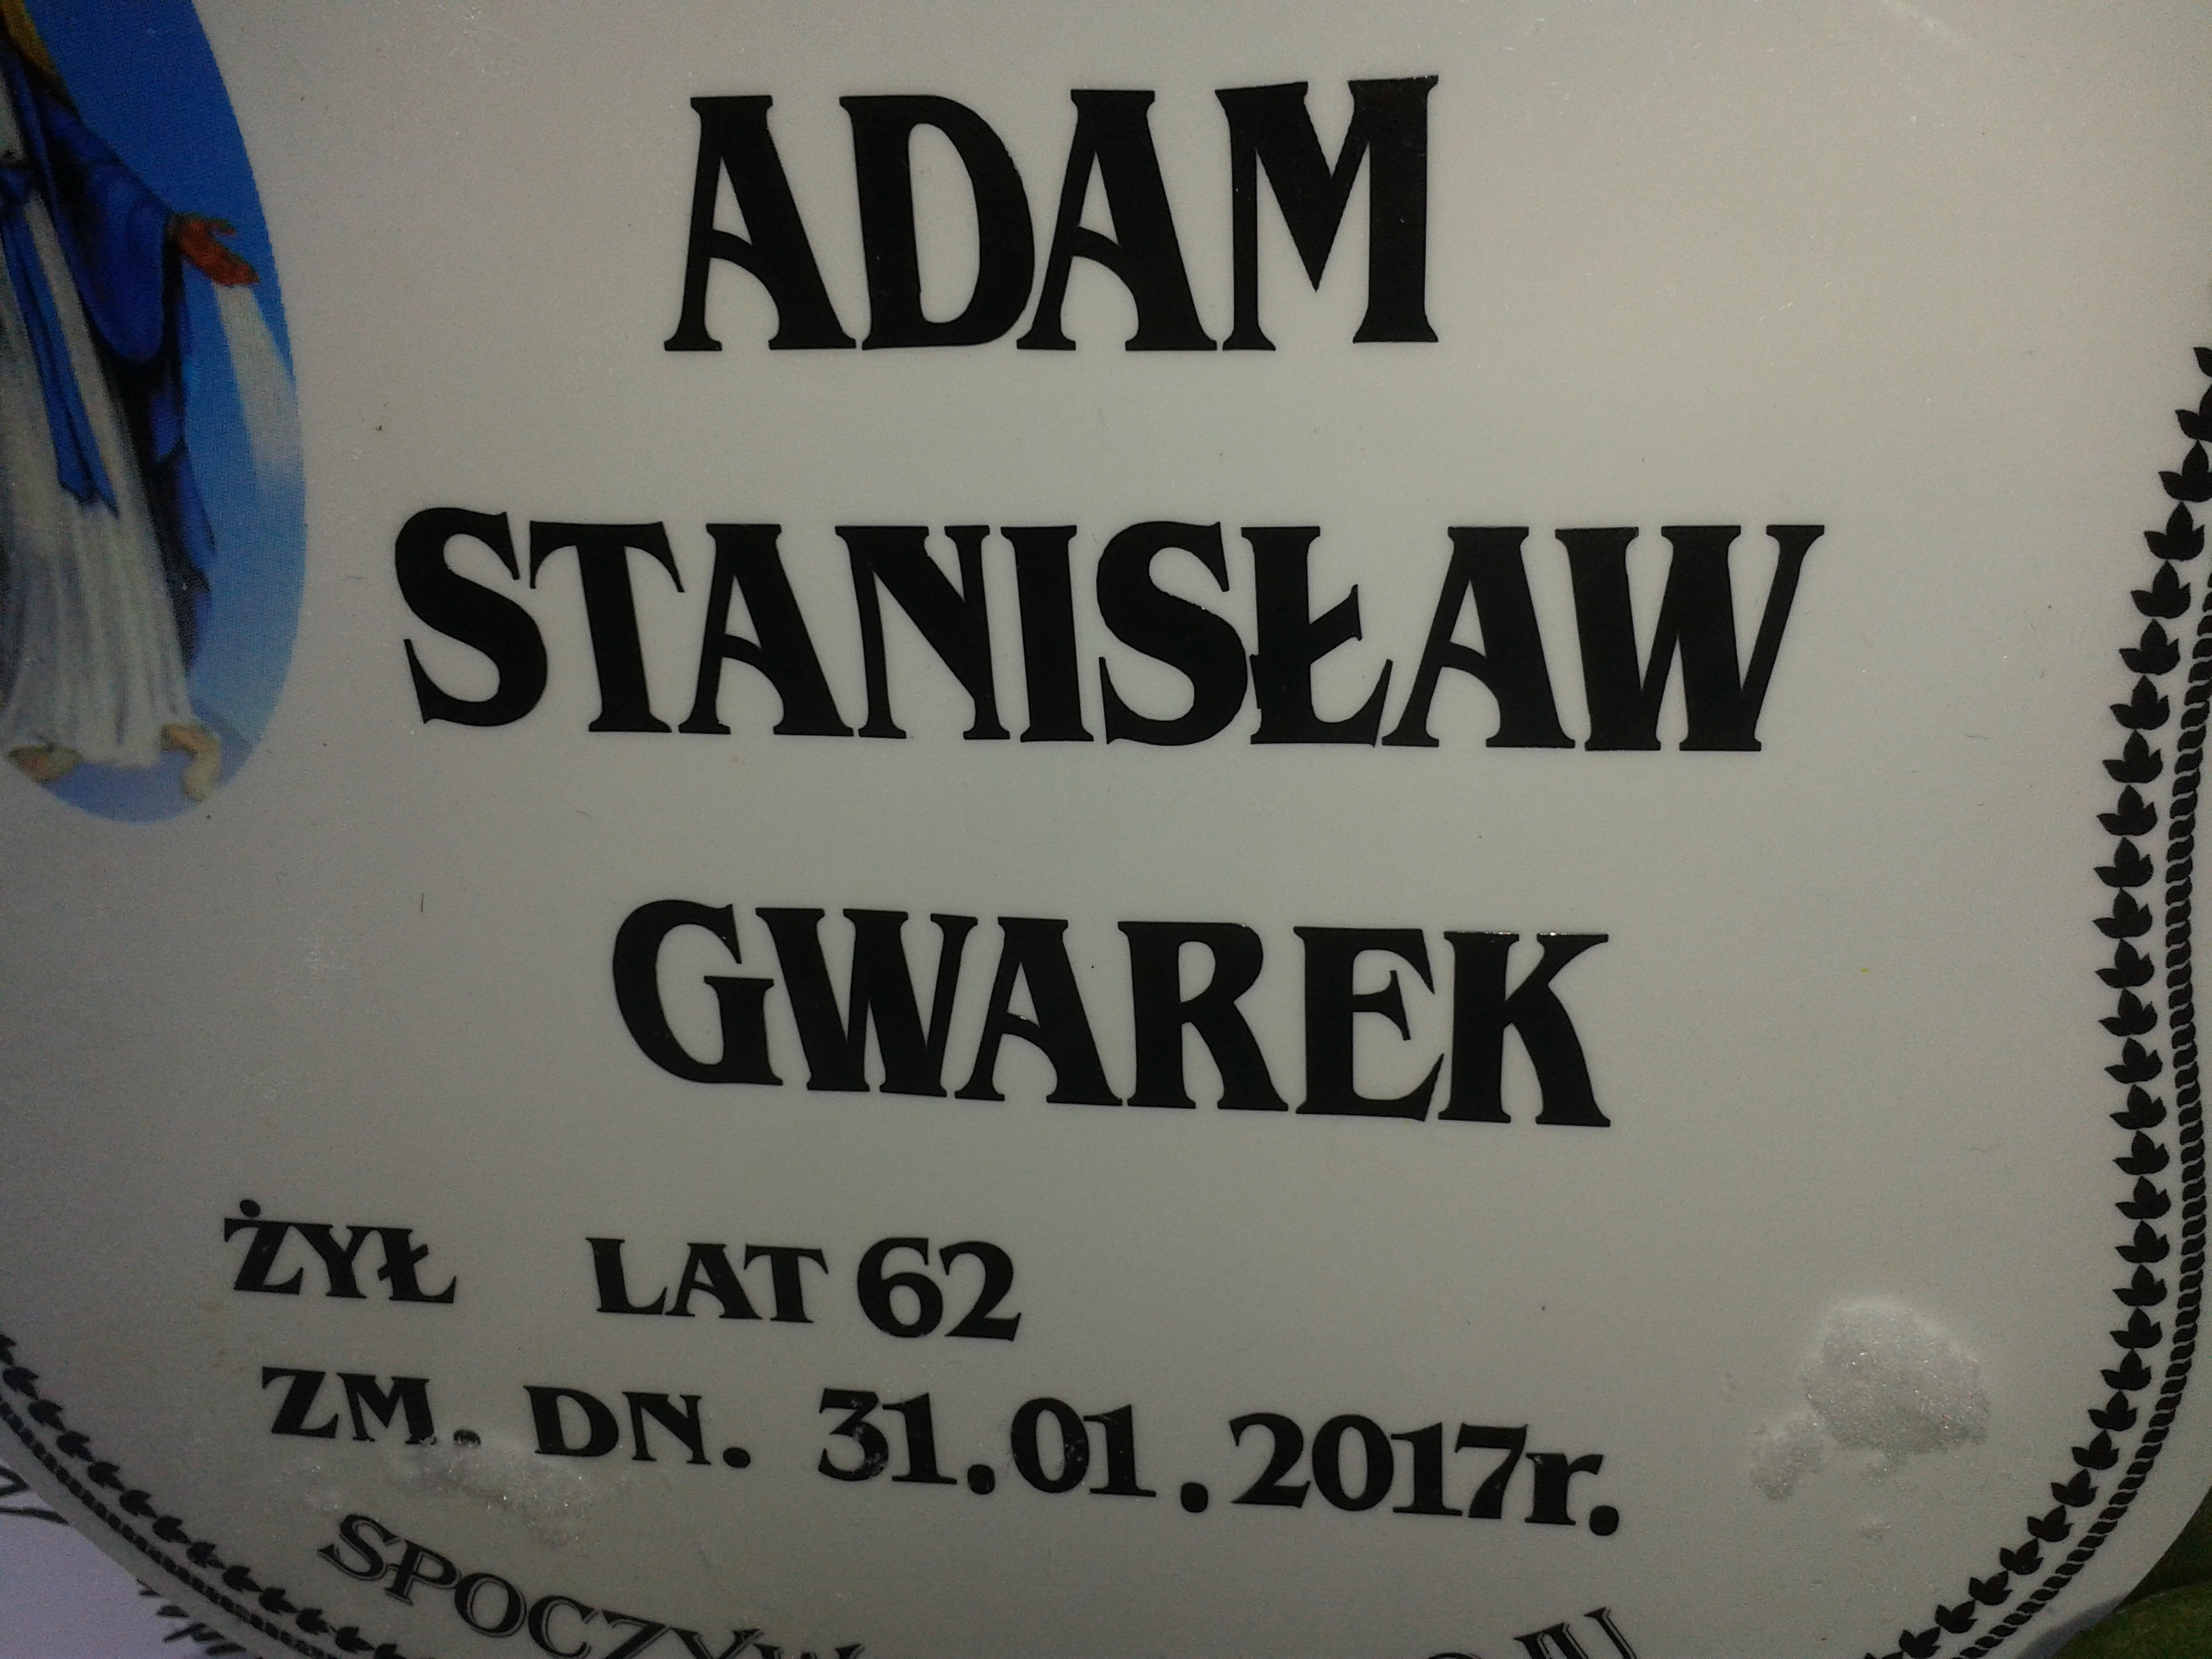 ADAM
STANISŁAW
GWAREK
ŻYŁ LAT 62
ZM. DN. 31.01.2017r.